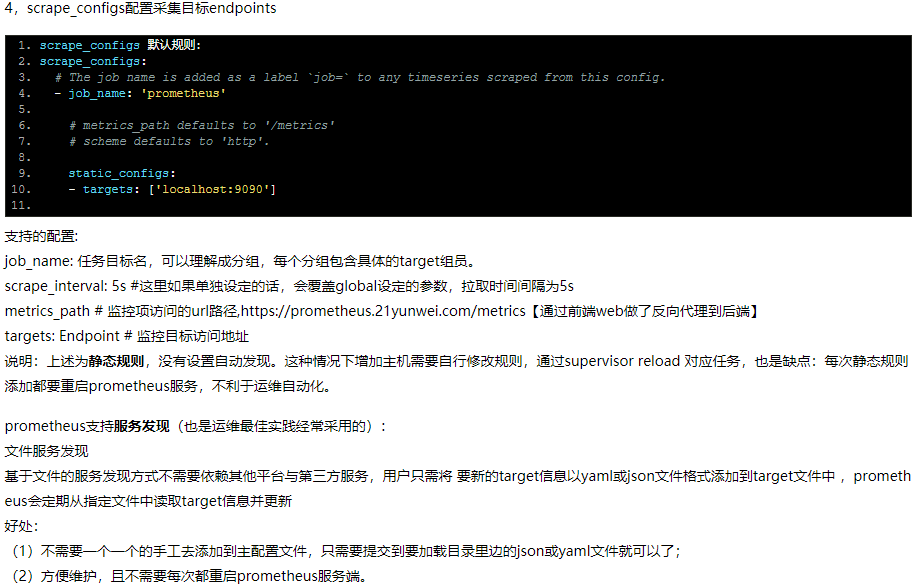 4，scrape_configs配置采集目标endpoints
1. scrape_configs 默认规则:
2. scrape_configs:
3. # The job name is added as a label `job=` to any timeseries scraped from this config.
4. - job_name: 'prometheus'
5.
6. # metrics_path defaults to '/metrics'
7. # scheme defaults to 'http'.
8.
9. static_configs:
10. - targets: ['localhost:9090']
11.
支持的配置:
job_name: 任务目标名，可以理解成分组，每个分组包含具体的target组员。
scrape_interval: 5s #这里如果单独设定的话，会覆盖global设定的参数，拉取时间间隔为5s
metrics_path # 监控项访问的url路径,https://prometheus.21yunwei.com/metrics【通过前端web做了反向代理到后端】
targets: Endpoint # 监控目标访问地址
说明：上述为静态规则，没有设置自动发现。这种情况下增加主机需要自行修改规则，通过supervisor reload 对应任务，也是缺点：每次静态规则
添加都要重启prometheus服务，不利于运维自动化。
prometheus支持服务发现（也是运维最佳实践经常采用的）：
文件服务发现
基于文件的服务发现方式不需要依赖其他平台与第三方服务，用户只需将 要新的target信息以yaml或json文件格式添加到target文件中 ，prometh
eus会定期从指定文件中读取target信息并更新
好处：
（1）不需要一个一个的手工去添加到主配置文件，只需要提交到要加载目录里边的json或yaml文件就可以了；
（2）方便维护，且不需要每次都重启prometheus服务端。